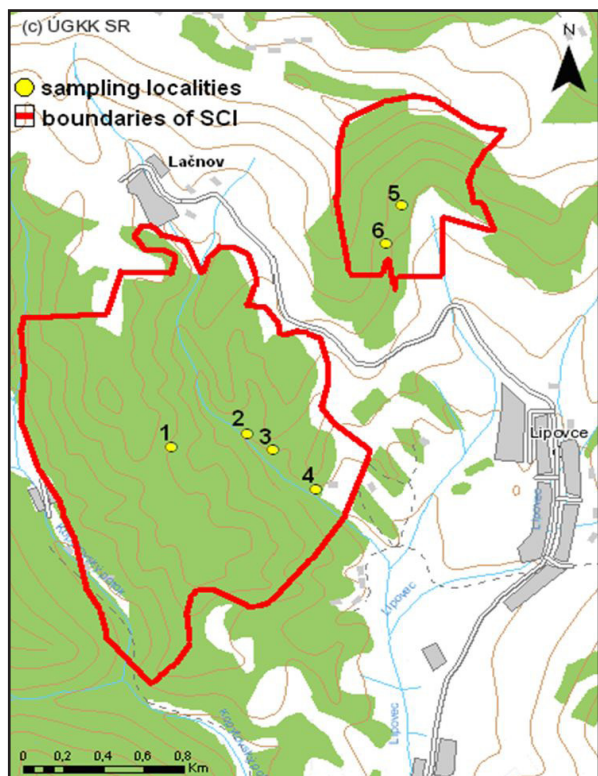 (c) ÚGKK SR
N
sampling localities
boundaries of SCI
Lačnov
5
6
1
2
3
4
Lipovce
Lipovec
Lipovec
Lipovec
0 0,2 0,4 0,6 0,8
Km